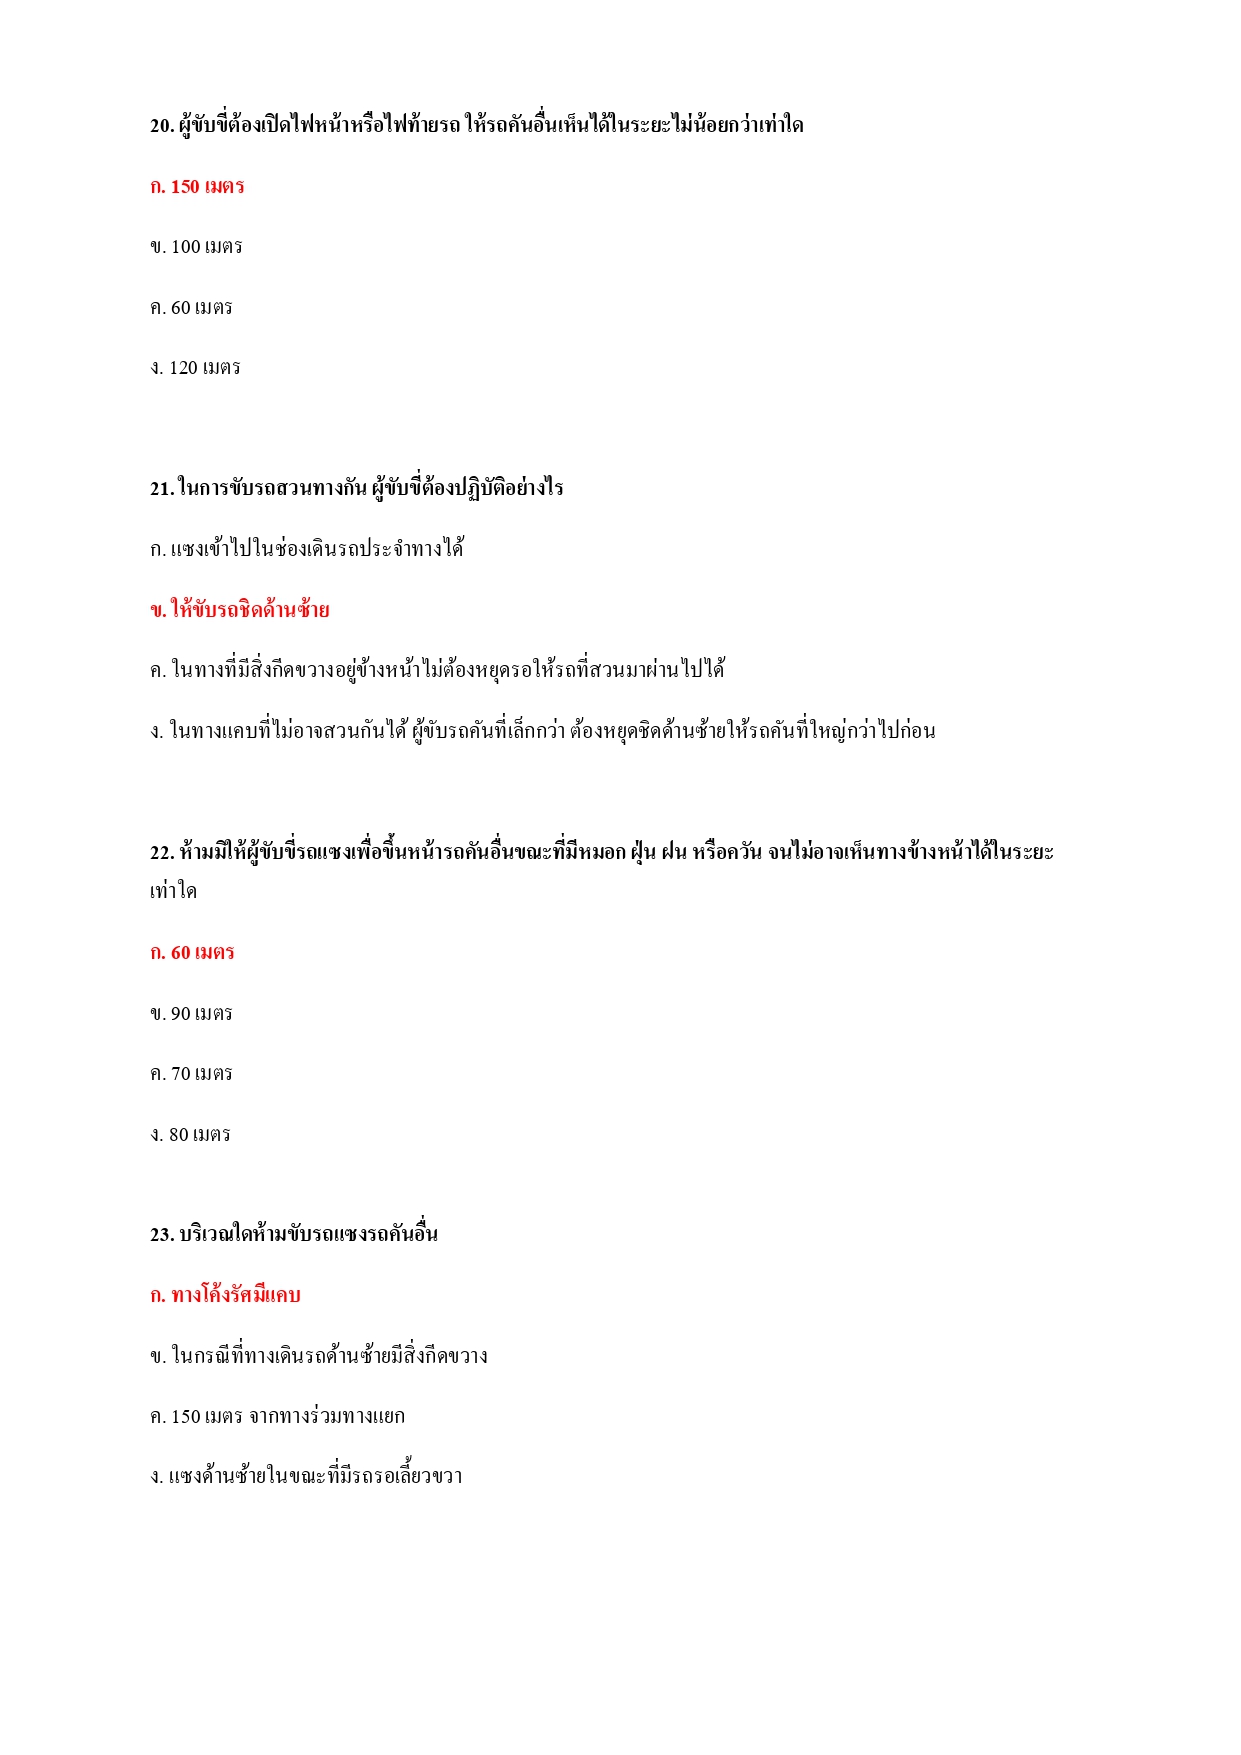 20. ผู้ขับขี่ต้องเปิดไฟหน้าหรือไฟท้ายรถ ให้รถคันอื่นเห็นได้ในระยะไม่น้อยกว่าเท่าใด
ก. 150 เมตร
ข. 100 เมตร
ค. 60 เมตร
ง. 120 เมตร
21. ในการขับรถสวนทางกัน ผู้ขับขี่ต้องปฏิบัติอย่างไร
ก. แซงเข้าไปในช่องเดินรถประจำทางได้
ข. ให้ขับรถชิดด้านซ้าย
ค. ในทางที่มีสิ่งกีดขวางอยู่ข้างหน้าไม่ต้องหยุดรอให้รถที่สวนมาผ่านไปได้
ง. ในทางแคบที่ไม่อาจสวนกันได้ ผู้ขับรถคันที่เล็กกว่า ต้องหยุดชิดด้านซ้ายให้รถคันที่ใหญ่กว่าไปก่อน
22. ห้ามมิให้ผู้ขับขี่รถแซงเพื่อขึ้นหน้ารถคันอื่นขณะที่มีหมอก ฝุ่น ฝน หรือควัน จนไม่อาจเห็นทางข้างหน้าได้ในระยะ
เท่าใด
ก. 60 เมตร
ข. 90 เมตร
ค. 70 เมตร
ง. 80 เมตร
23. บริเวณใดห้ามขับรถแซงรถคันอื่น
ก. ทางโค้งรัศมีแคบ
ข. ในกรณีที่ทางเดินรถด้านซ้ายมีสิ่งกีดขวาง
ค. 150 เมตร จากทางร่วมทางแยก
ง. แซงด้านซ้ายในขณะที่มีรถรอเลี้ยวขวา